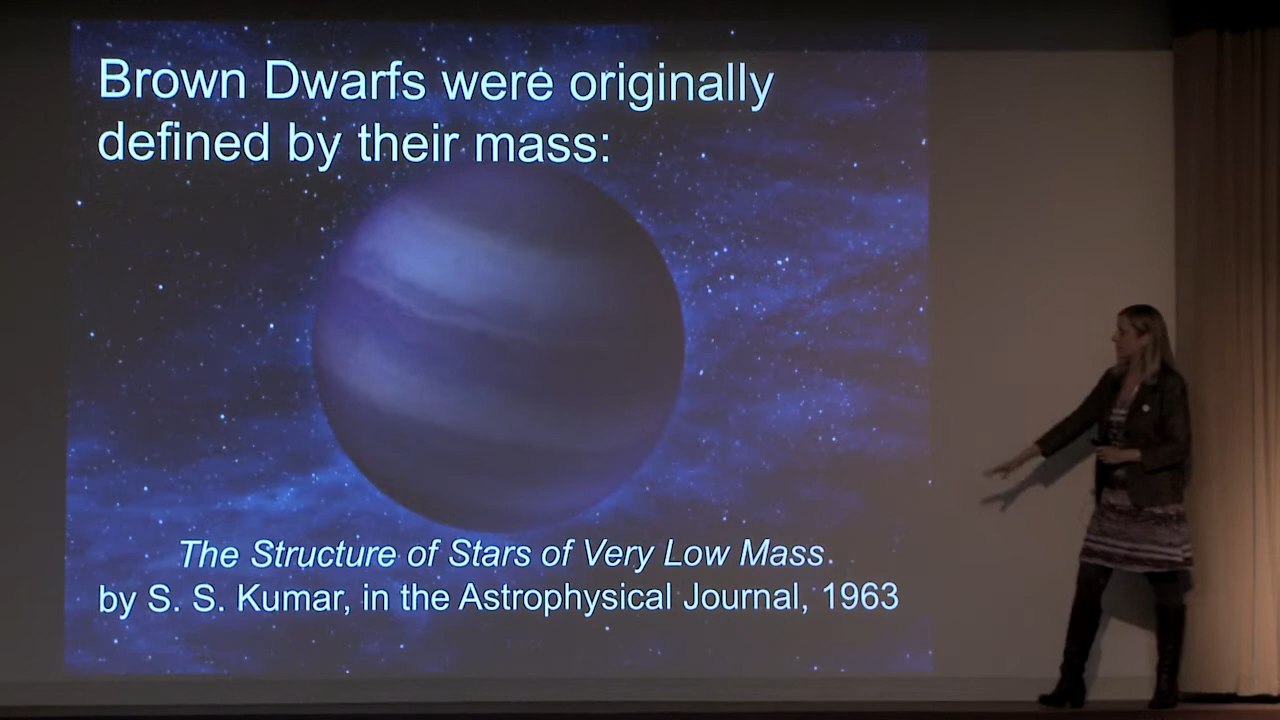 Brown Dwarfs were originally
defined by their mass:
The Structure of Stars of Very Low Mass.
by S. S. Kumar, in the Astrophysical Journal, 1963